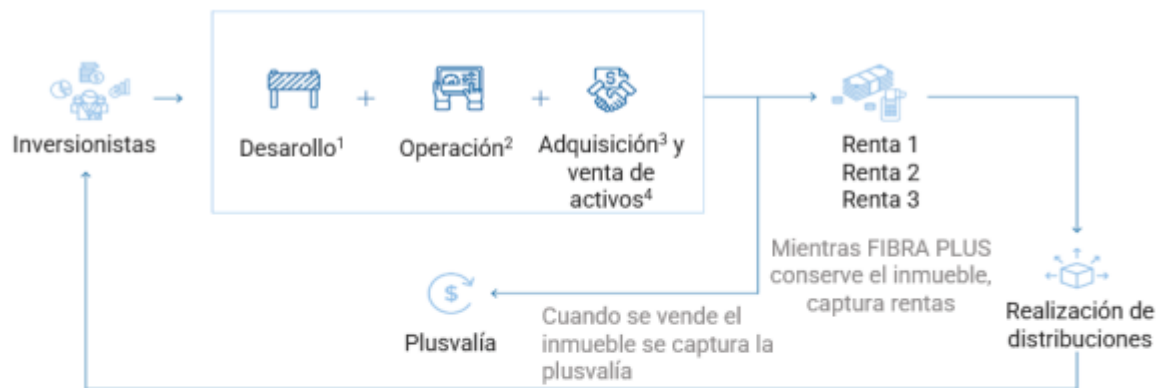 Inversionistas
Desarollo¹
Operación²
Adquisición³ y
venta de
activos⁴
Renta 1
Renta 2
Renta 3
Mientras FIBRA PLUS
conserve el inmueble,
captura rentas
$
Plusvalía
Cuando se vende el
inmueble se captura la
plusvalía
Realización de
distribuciones